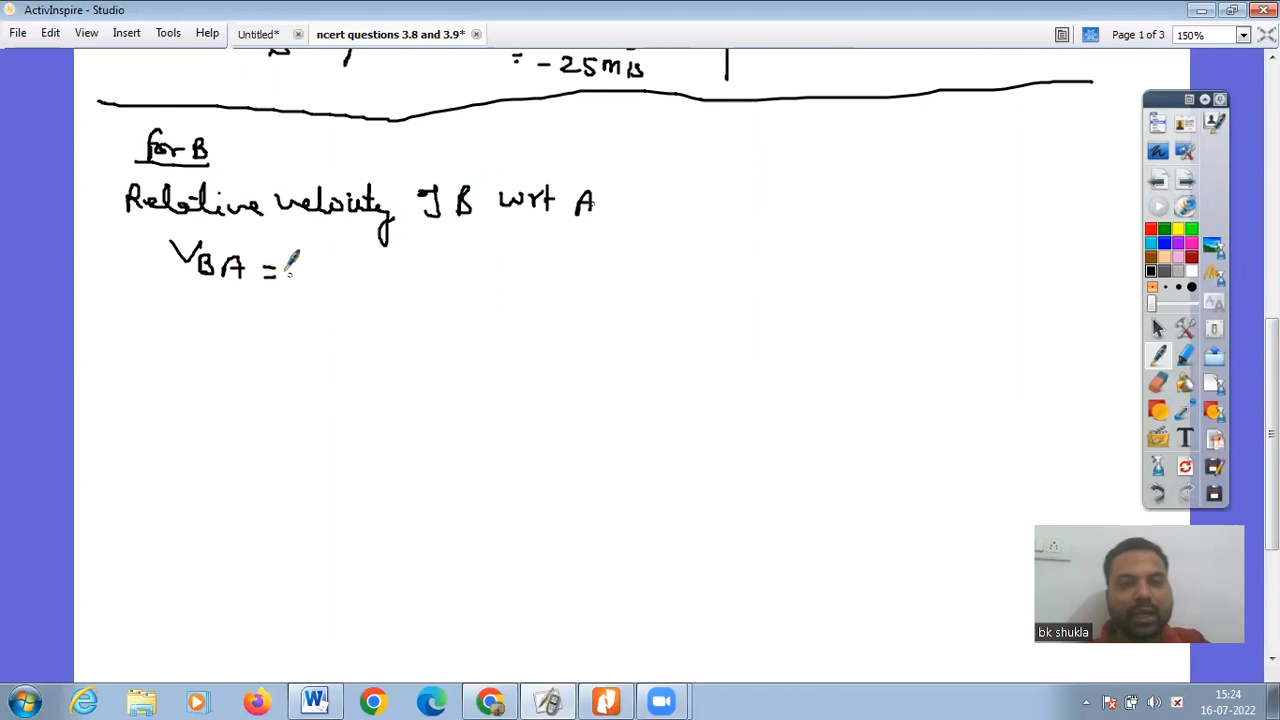 ActivInspire - Studio
File Edit View Insert Tools Help
Untitled* ncert questions 3.8 and 3.9*
Page 1 of 3 150%
= -25m/s
for B
Relative velocity of B wrt A
VBA =
bk shukla
15:24
16-07-2022